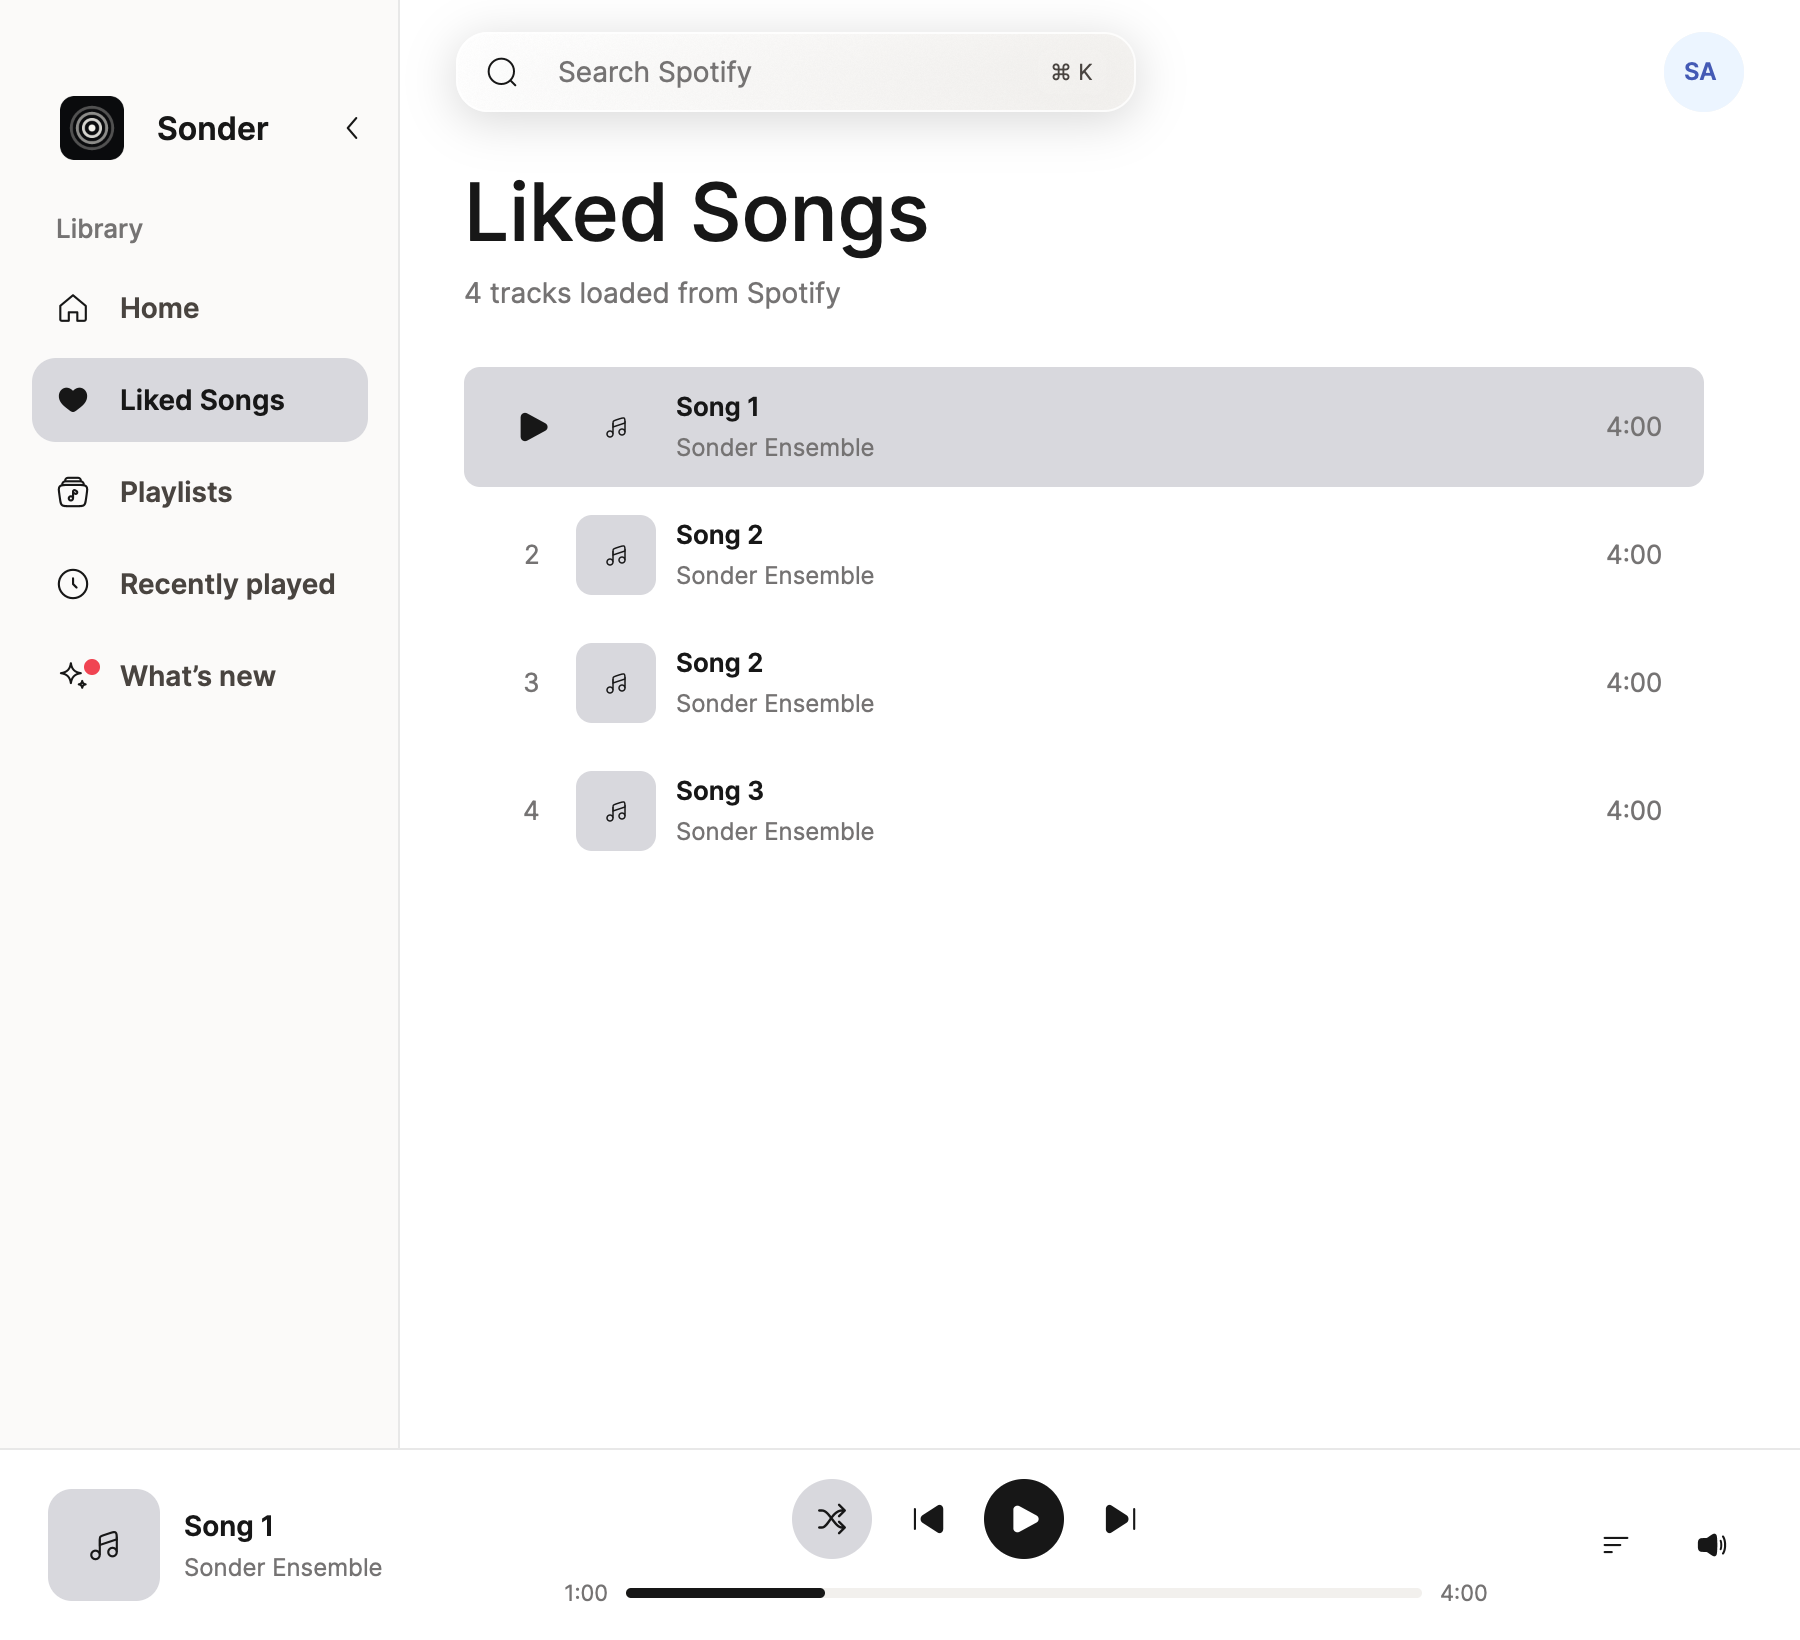 Sonder
Library
Home
Liked Songs
Playlists
Recently played
What’s new
Search Spotify
⌘ K
SA
Liked Songs
4 tracks loaded from Spotify
Song 1
Sonder Ensemble
4:00
2
Song 2
Sonder Ensemble
4:00
3
Song 2
Sonder Ensemble
4:00
4
Song 3
Sonder Ensemble
4:00
Song 1
Sonder Ensemble
1:00
4:00